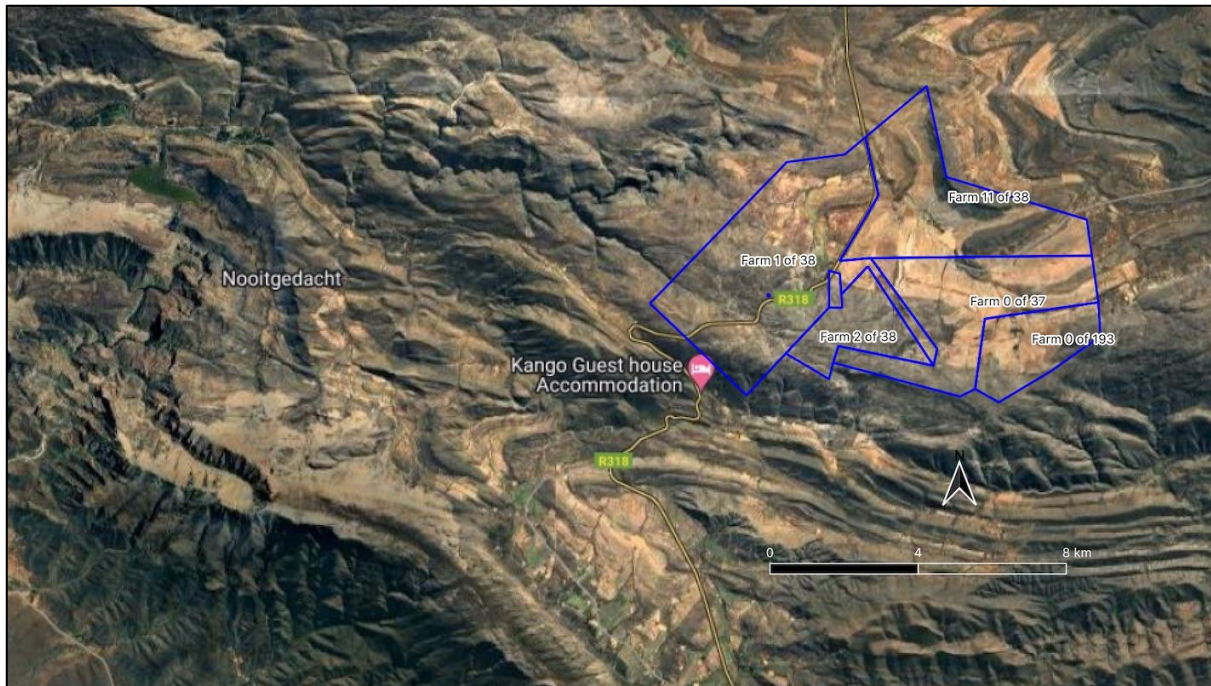 Farm 11 of 38
Farm 1 of 38
Nooitgedacht
R318
Farm 0 of 37
Farm 2 of 38
Farm 0 of 193
Kango Guest house
Accommodation
R318
N
0 4 8 km